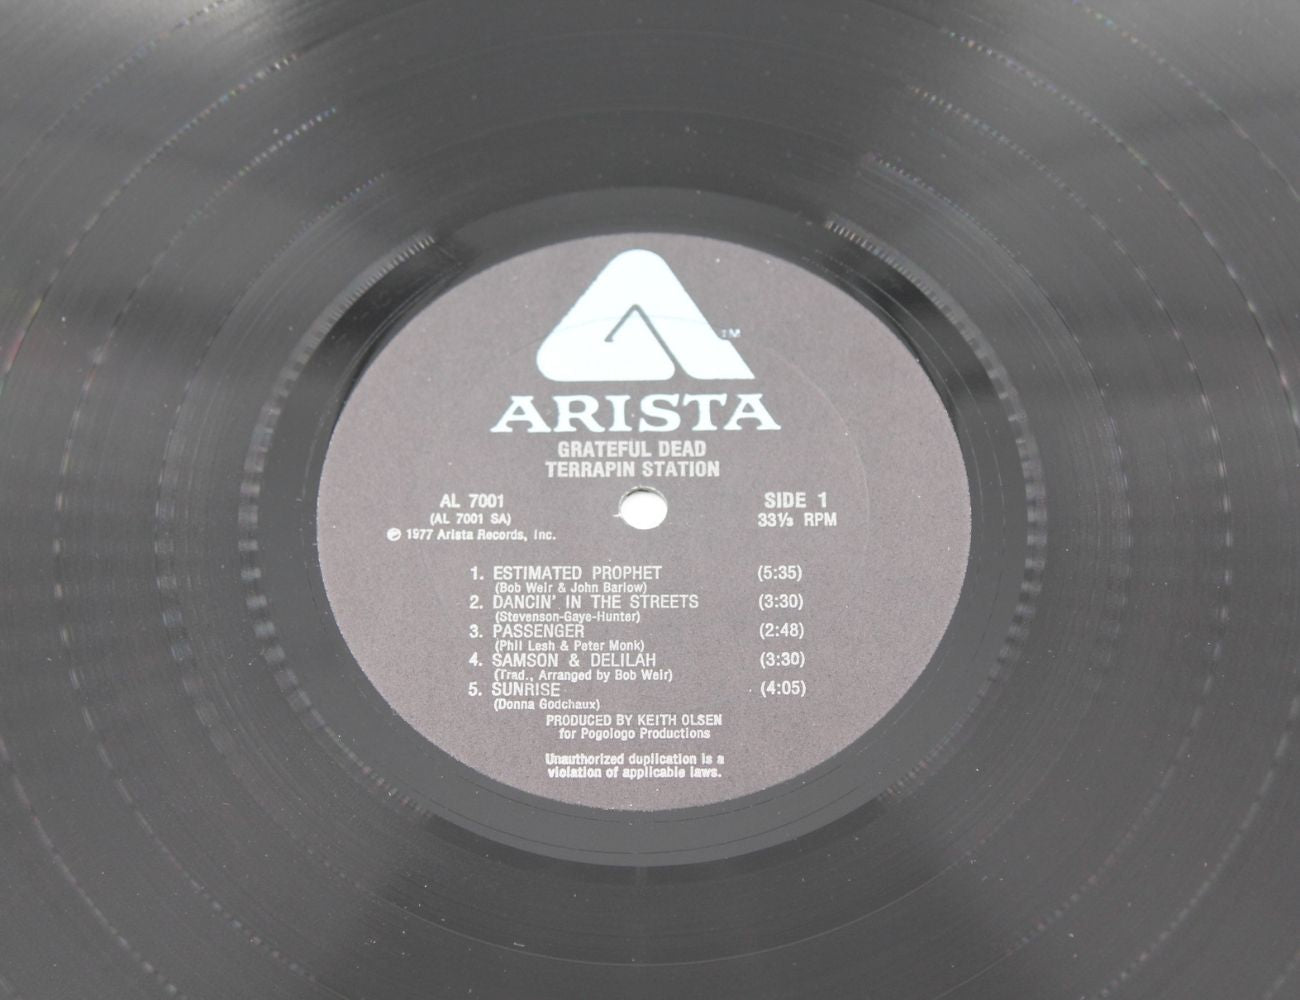 TM
ARISTA
GRATEFUL DEAD
TERRAPIN STATION
AL 7001
(AL 7001 SA)
℗ 1977 Arista Records, Inc.
SIDE 1
33⅓ RPM
1. ESTIMATED PROPHET (5:35)
(Bob Weir & John Barlow)
2. DANCIN' IN THE STREETS (3:30)
(Stevenson-Gaye-Hunter)
3. PASSENGER (2:48)
(Phil Lesh & Peter Monk)
4. SAMSON & DELILAH (3:30)
(Trad., Arranged by Bob Weir)
5. SUNRISE (4:05)
(Donna Godchaux)
PRODUCED BY KEITH OLSEN
for Pogologo Productions
Unauthorized duplication is a
violation of applicable laws.